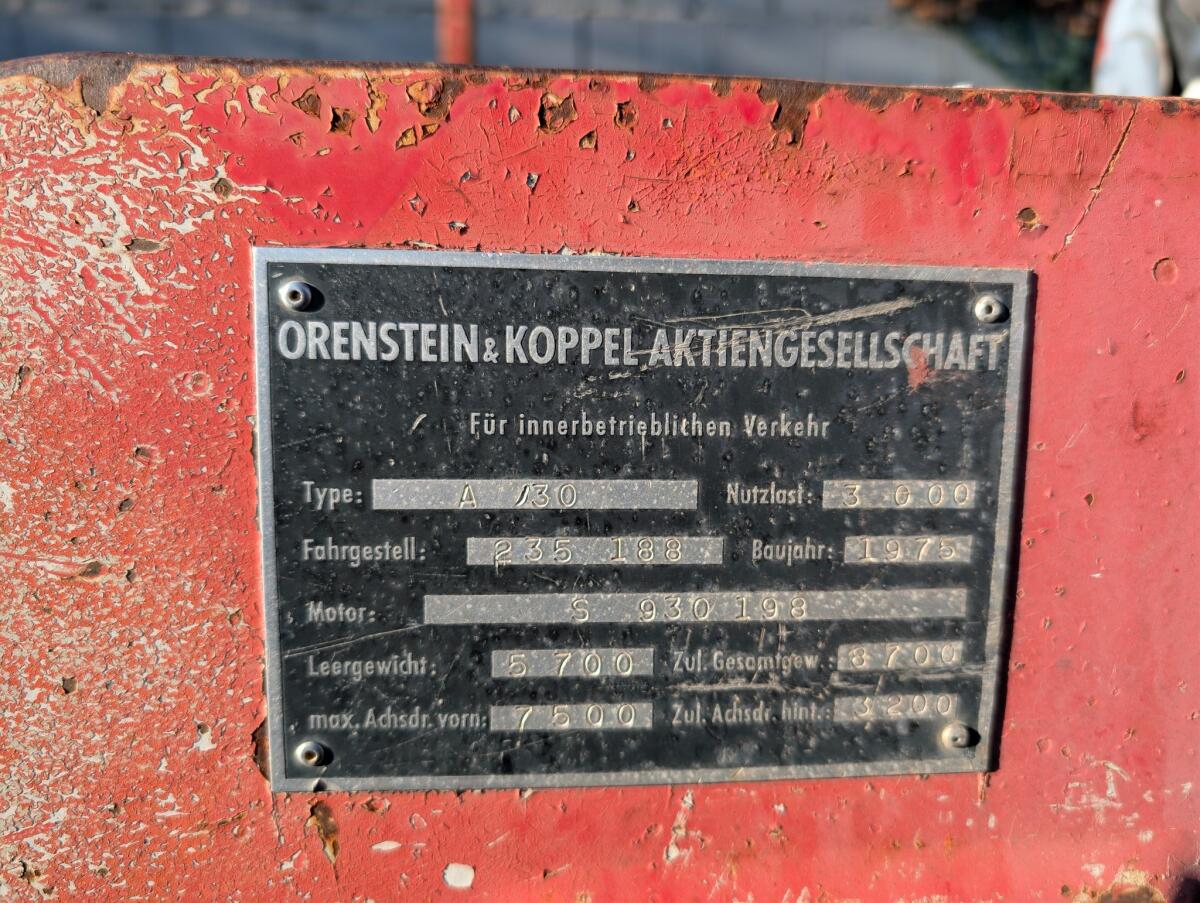 ORENSTEIN & KOPPEL AKTIENGESELLSCHAFT
Für innerbetrieblichen Verkehr
Type: A /30 Nutzlast: 3 000
Fahrgestell: 235 188 Baujahr: 1975
Motor: S 930 198
Leergewicht: 5 700 Zul. Gesamtgew.: 8 700
max. Achsdr. vorn: 7 500 Zul. Achsdr. hint.: 3 200